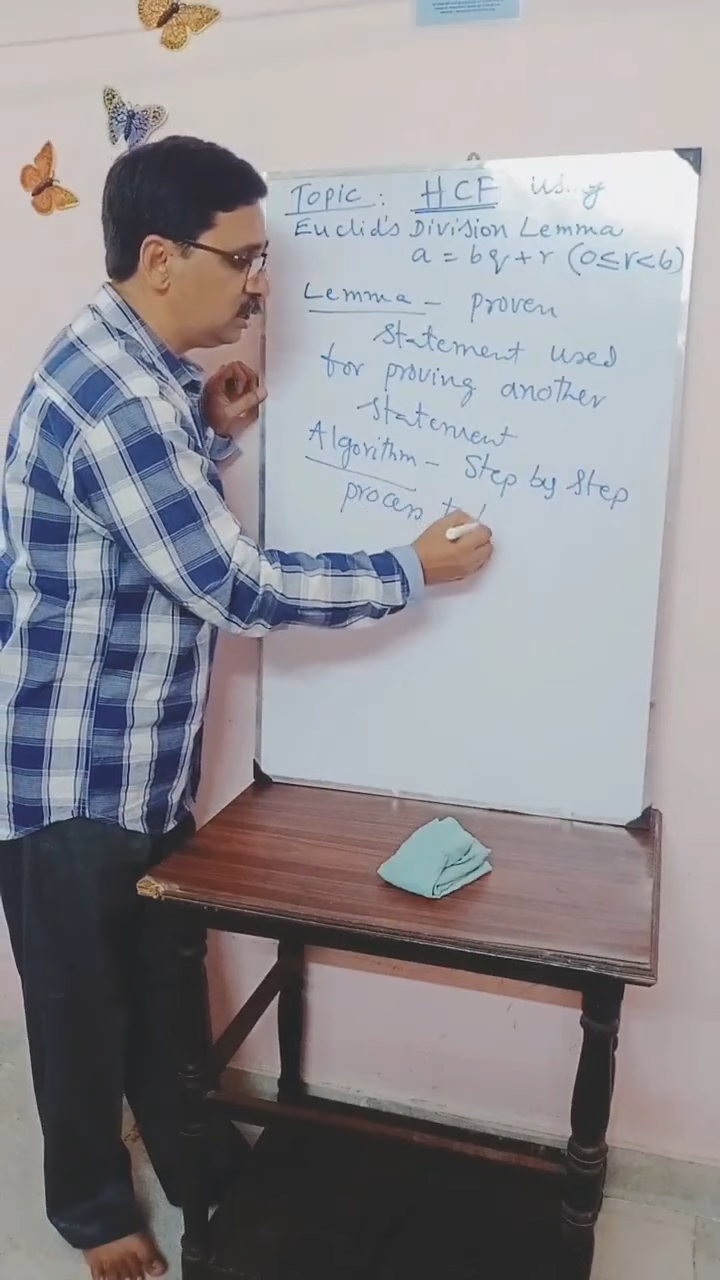 Topic : HCF using
Euclid's Division Lemma
a = bq + r (0≤r<b)
Lemma - proven
statement used
for proving another
statement
Algorithm - Step by Step
process